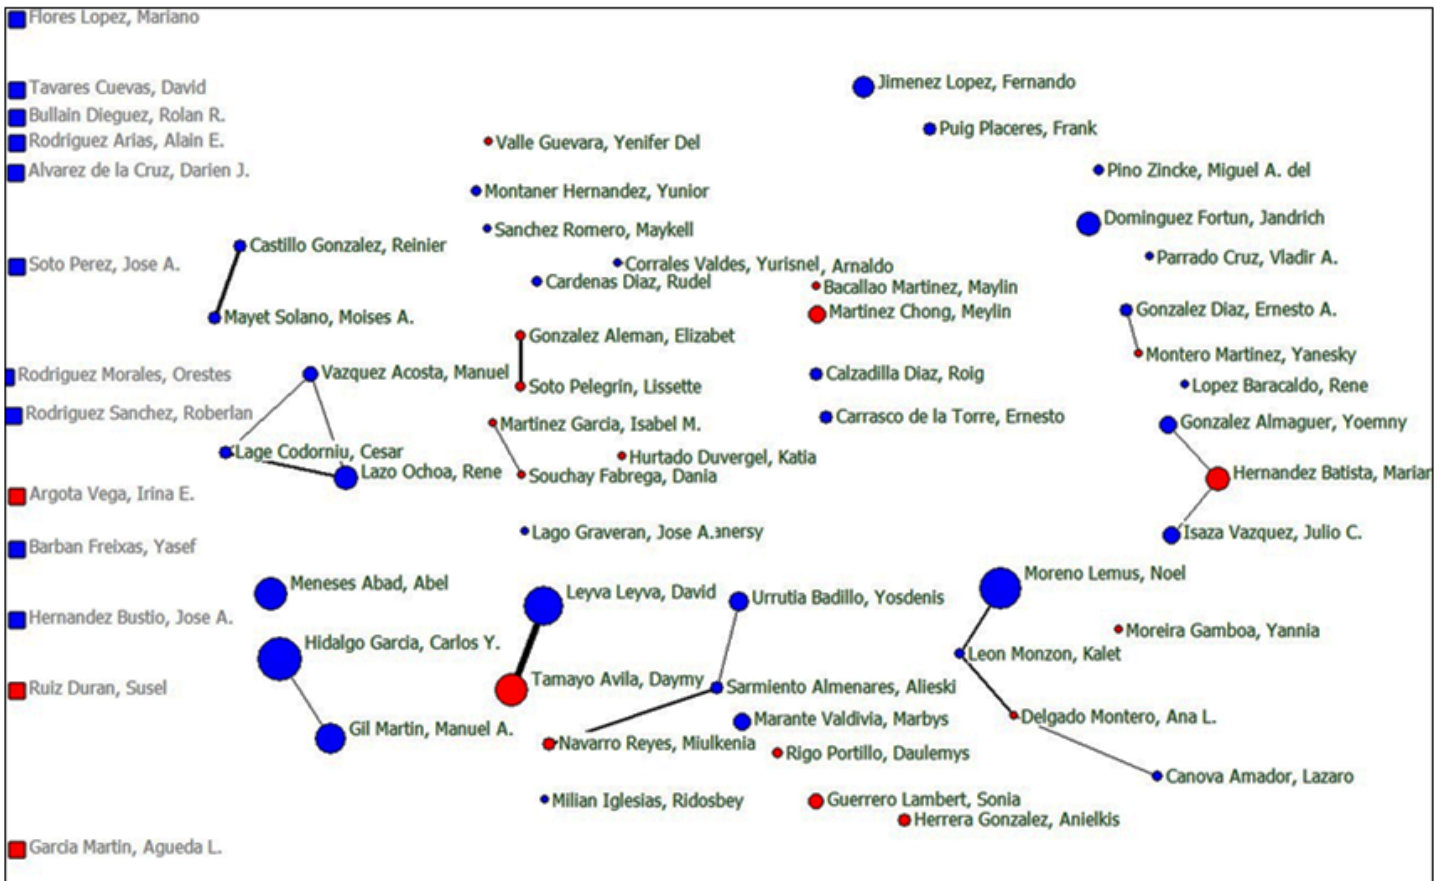 Flores Lopez, Mariano
Tavares Cuevas, David
Bullain Dieguez, Rolan R.
Rodriguez Arias, Alain E.
Alvarez de la Cruz, Darien J.
Soto Perez, Jose A.
Rodriguez Morales, Orestes
Rodriguez Sanchez, Roberlan
Argota Vega, Irina E.
Barban Freixas, Yasef
Hernandez Bustio, Jose A.
Ruiz Duran, Susel
Garcia Martin, Agueda L.
Castillo Gonzalez, Reinier
Mayet Solano, Moises A.
Vazquez Acosta, Manuel
Lage Codorniu, Cesar
Lazo Ochoa, Rene
Meneses Abad, Abel
Hidalgo Garcia, Carlos Y.
Gil Martin, Manuel A.
Valle Guevara, Yenifer Del
Montaner Hernandez, Yunior
Sanchez Romero, Maykell
Corrales Valdes, Yurisnel, Arnaldo
Cardenas Diaz, Rudel
Gonzalez Aleman, Elizabet
Soto Pelegrin, Lissette
Martinez Garcia, Isabel M.
Hurtado Duvergel, Katia
Souchay Fabrega, Dania
Lago Graveran, Jose A.
Leyva Leyva, David
Tamayo Avila, Daymy
Navarro Reyes, Miulkenia
Milian Iglesias, Ridosbey
Jimenez Lopez, Fernando
Puig Placeres, Frank
Bacallao Martinez, Maylin
Martinez Chong, Meylin
Calzadilla Diaz, Roig
Carrasco de la Torre, Ernesto
Urrutia Badillo, Yosdenis
Sarmiento Almenares, Alieski
Marante Valdivia, Marbys
Rigo Portillo, Daulemys
Guerrero Lambert, Sonia
Herrera Gonzalez, Anielkis
Pino Zincke, Miguel A. del
Dominguez Fortun, Jandrich
Parrado Cruz, Vladir A.
Gonzalez Diaz, Ernesto A.
Montero Martinez, Yanesky
Lopez Baracaldo, Rene
Gonzalez Almaguer, Yoemny
Hernandez Batista, Marian
Isaza Vazquez, Julio C.
Moreno Lemus, Noel
Moreira Gamboa, Yannia
Leon Monzon, Kalet
Delgado Montero, Ana L.
Canova Amador, Lazaro